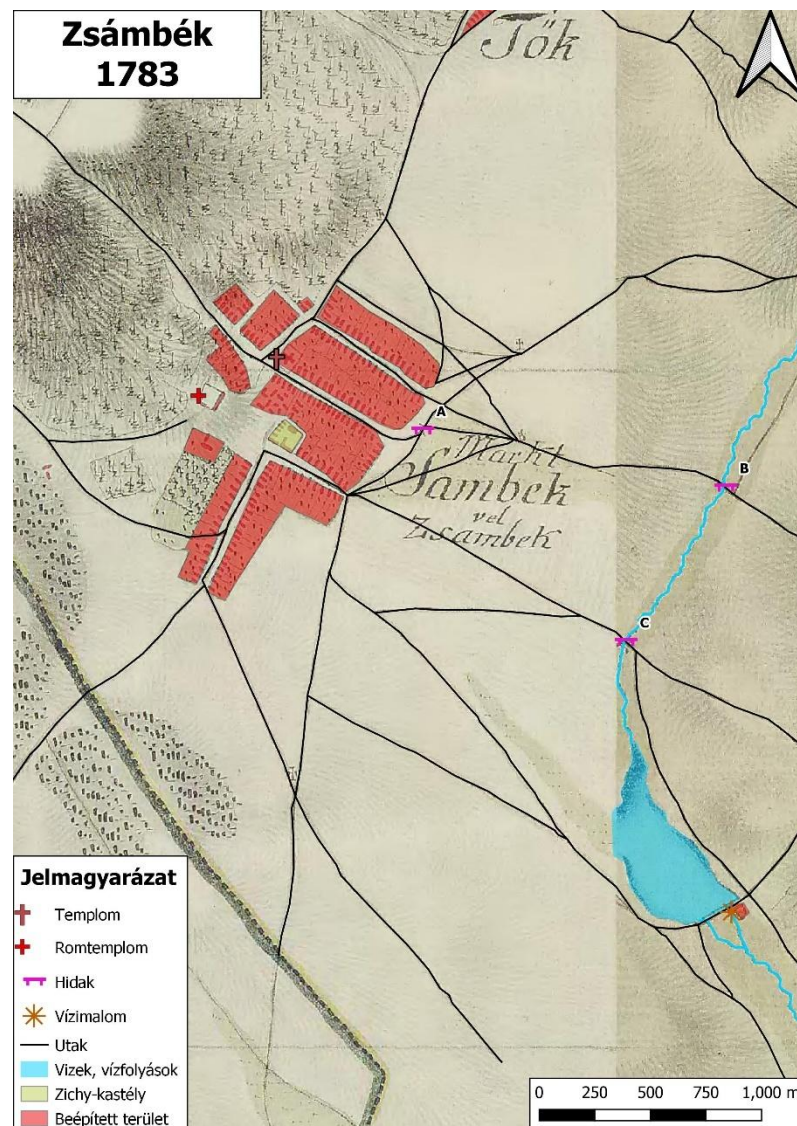 Zsámbék
1783
Tök
A
Markt
Sambek
vel
Zsambek
B
C
Jelmagyarázat
Templom
Romtemplom
Hidak
Vízimalom
Utak
Vizek, vízfolyások
Zichy-kastély
Beépített terület
0 250 500 750 1,000 m